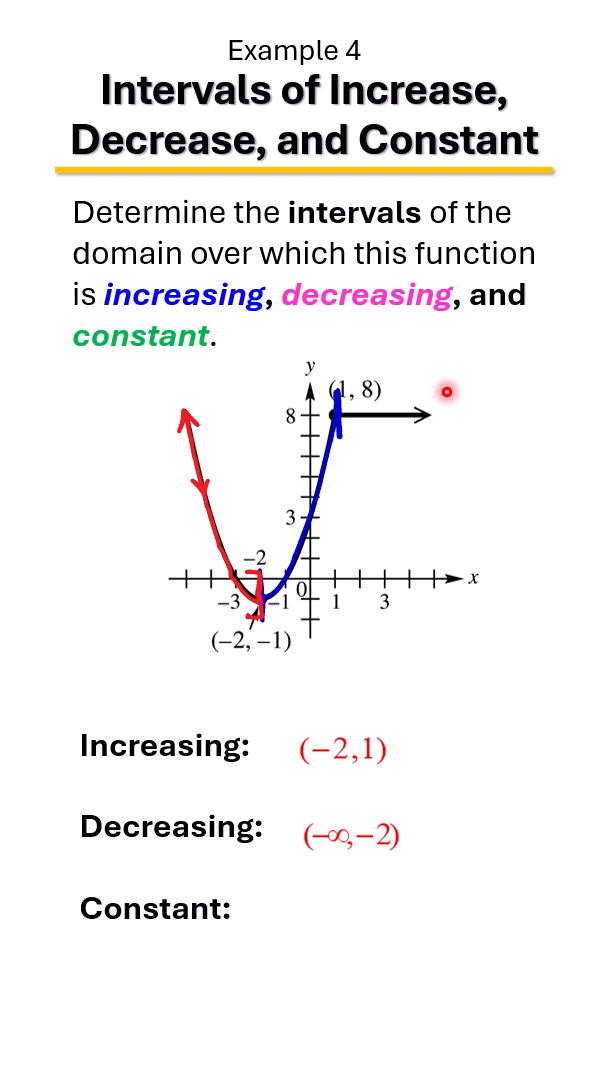 Example 4
Intervals of Increase,
Decrease, and Constant
Determine the intervals of the
domain over which this function
is increasing, decreasing, and
constant.
y
(1, 8)
8
3
−2
x
−3
−1
0
1
3
(−2, −1)
Increasing: (−2,1)
Decreasing: (−∞,−2)
Constant: